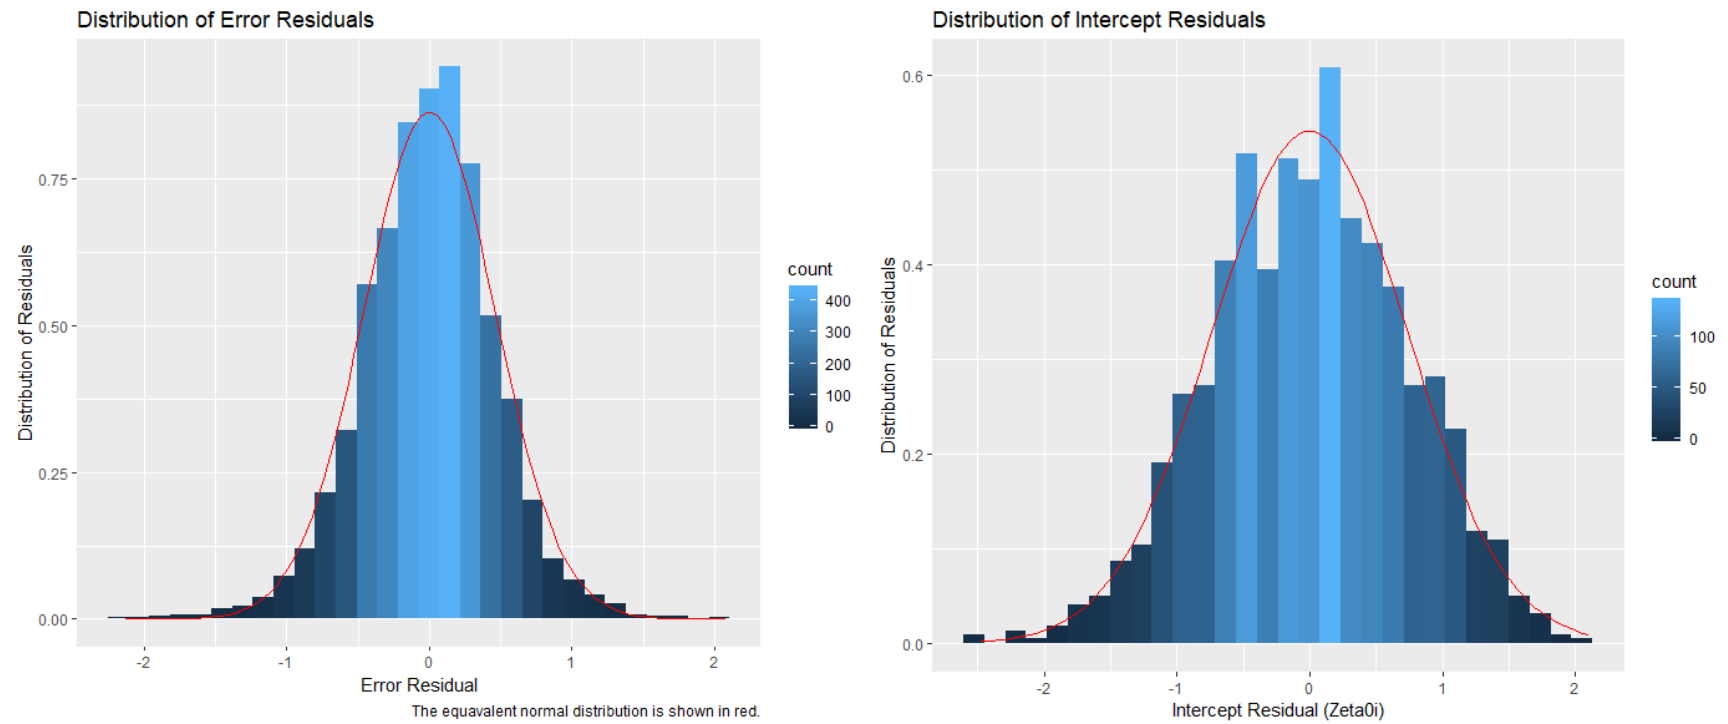 Distribution of Error Residuals
Distribution of Residuals
0.75
0.50
0.25
0.00
-2
-1
0
1
2
Error Residual
The equavalent normal distribution is shown in red.
count
400
300
200
100
0
Distribution of Intercept Residuals
Distribution of Residuals
0.6
0.4
0.2
0.0
-2
-1
0
1
2
Intercept Residual (Zeta0i)
count
100
50
0